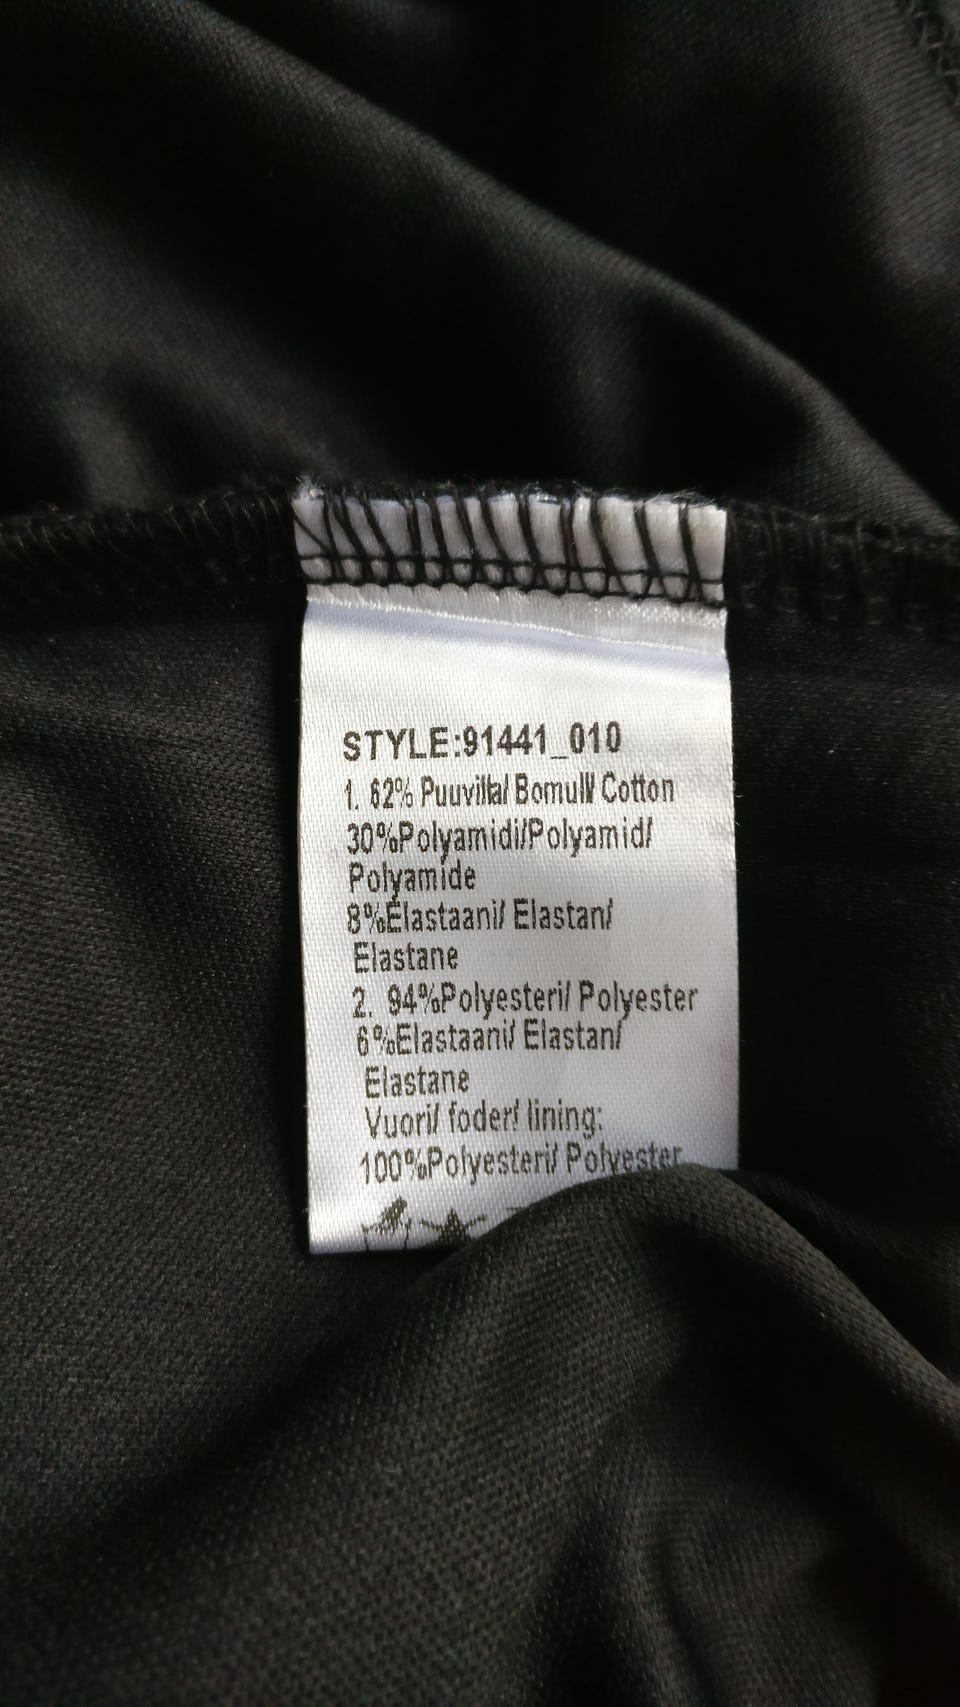 STYLE:91441_010
1. 62% Puuvilla/ Bomull/ Cotton
30%Polyamidi/Polyamid/
Polyamide
8%Elastaani/ Elastan/
Elastane
2. 94%Polyesteri/ Polyester
6%Elastaani/ Elastan/
Elastane
Vuori/ foder/ lining:
100%Polyesteri/ Polyester